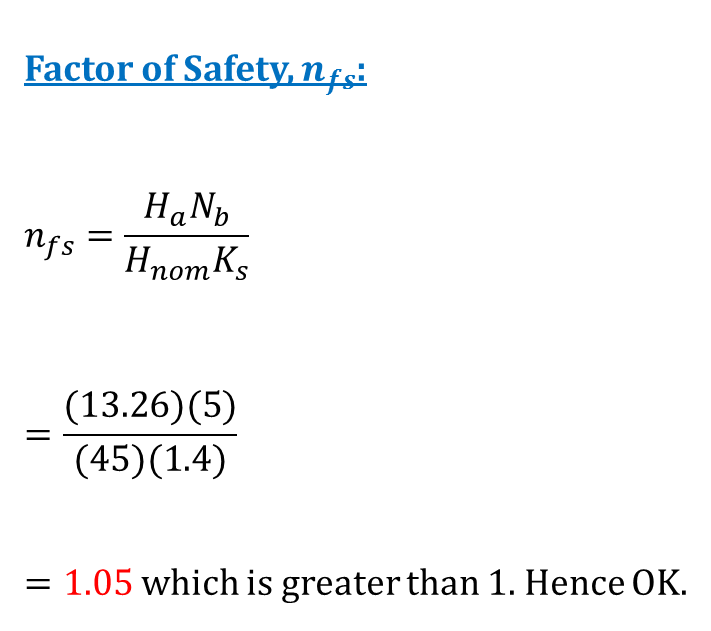 Factor of Safety, n_fs:
n_fs = H_a N_b / H_nom K_s
= (13.26)(5) / (45)(1.4)
= 1.05 which is greater than 1. Hence OK.